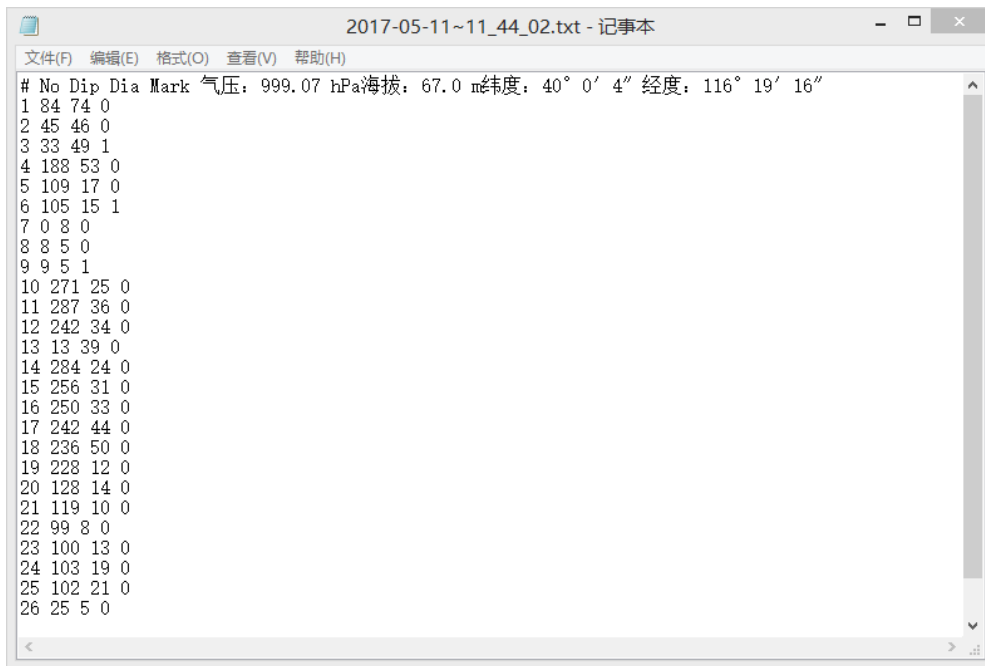 2017-05-11~11_44_02.txt - 记事本
文件(F) 编辑(E) 格式(O) 查看(V) 帮助(H)
# No Dip Dia Mark 气压：999.07 hPa海拔：67.0 m纬度：40°0′4″经度：116°19′16″
1 84 74 0
2 45 46 0
3 33 49 1
4 188 53 0
5 109 17 0
6 105 15 1
7 0 8 0
8 8 5 0
9 9 5 1
10 271 25 0
11 287 36 0
12 242 34 0
13 13 39 0
14 284 24 0
15 256 31 0
16 250 33 0
17 242 44 0
18 236 50 0
19 228 12 0
20 128 14 0
21 119 10 0
22 99 8 0
23 100 13 0
24 103 19 0
25 102 21 0
26 25 5 0